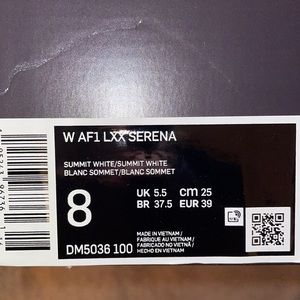 W AF1 LXX SERENA
SUMMIT WHITE/SUMMIT WHITE
BLANC SOMMET/BLANC SOMMET
8
UK 5.5 cm 25
BR 37.5 EUR 39
DM5036 100
MADE IN VIETNAM/
FABRIQUÉ AU VIETNAM/
FABRICADO NO VIETNÃ/
HECHO EN VIETNAM